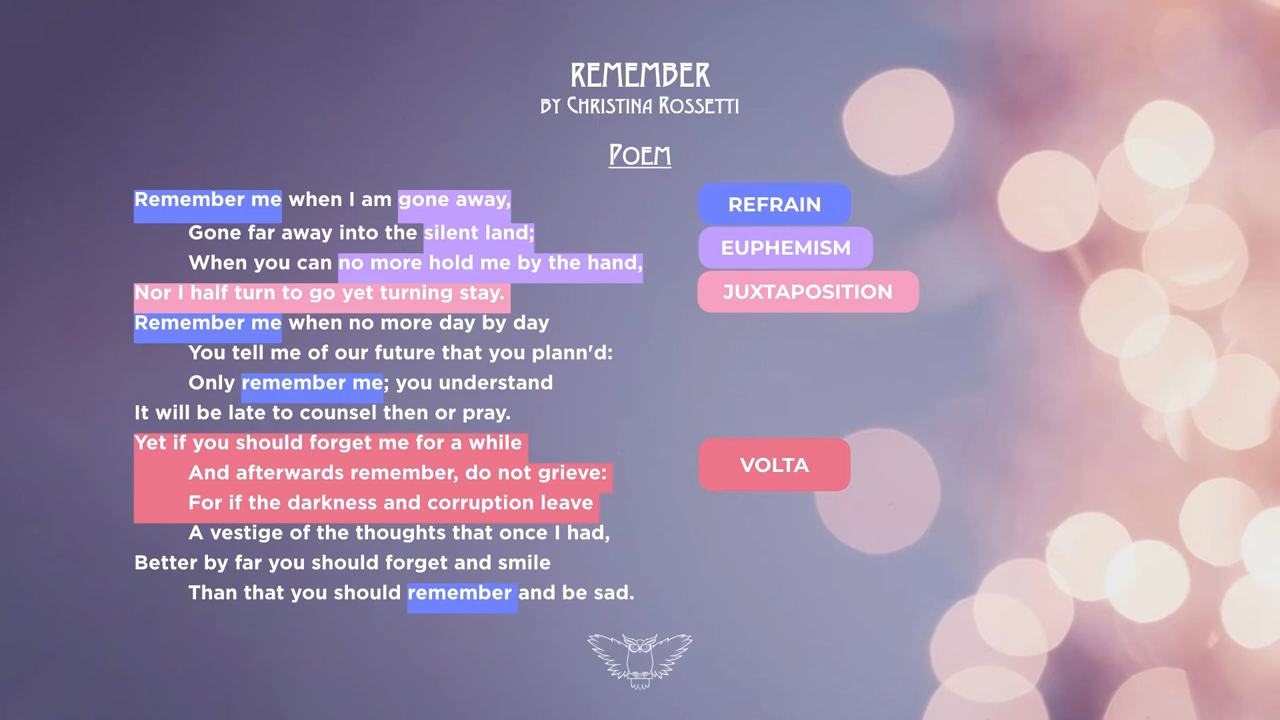 REMEMBER
BY CHRISTINA ROSSETTI
POEM
Remember me when I am gone away,
Gone far away into the silent land;
When you can no more hold me by the hand,
Nor I half turn to go yet turning stay.
Remember me when no more day by day
You tell me of our future that you plann'd:
Only remember me; you understand
It will be late to counsel then or pray.
Yet if you should forget me for a while
And afterwards remember, do not grieve:
For if the darkness and corruption leave
A vestige of the thoughts that once I had,
Better by far you should forget and smile
Than that you should remember and be sad.
REFRAIN
EUPHEMISM
JUXTAPOSITION
VOLTA